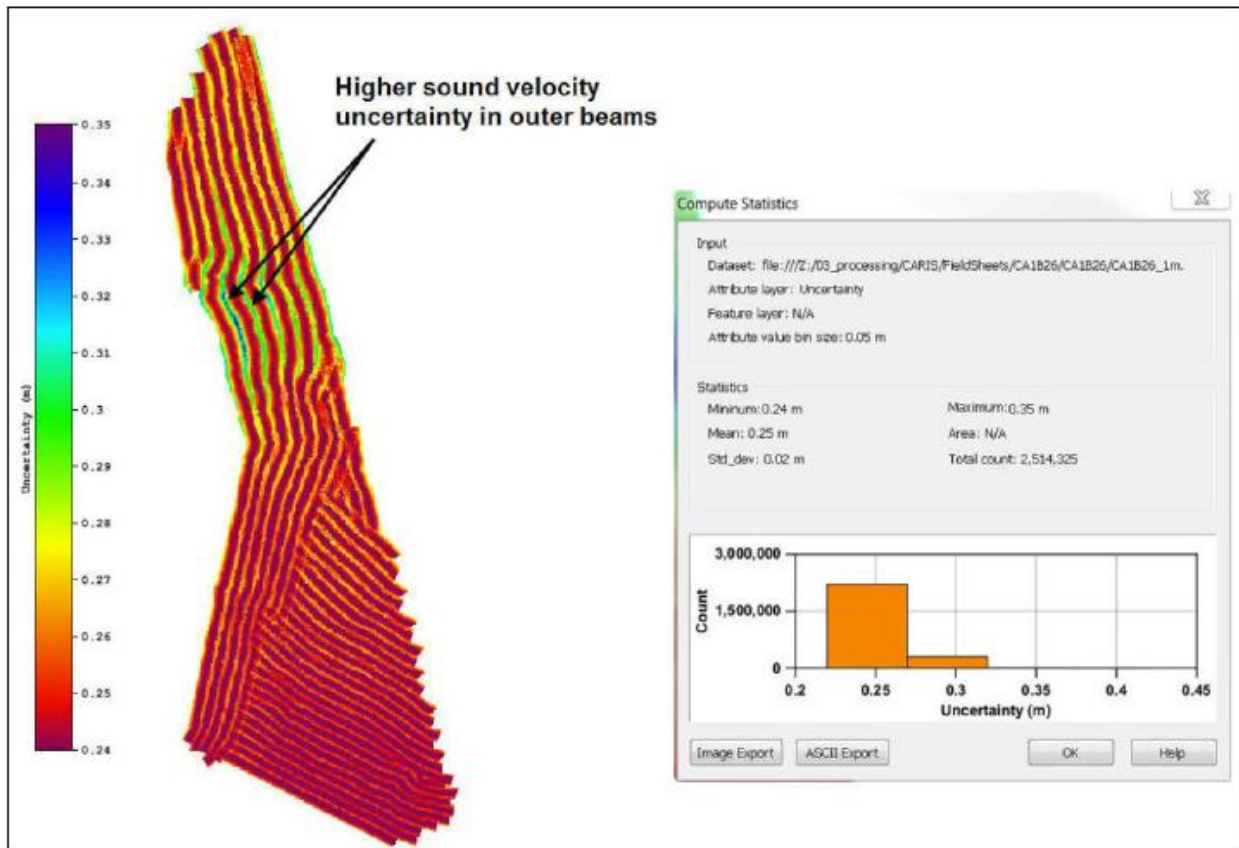 Higher sound velocity
uncertainty in outer beams
0.35
0.34
0.33
0.32
0.31
0.3
0.29
0.28
0.27
0.26
0.25
0.24
Uncertainty (m)
Compute Statistics
Input
Dataset: file:///Z:/03_processing/CARIS/FieldSheets/CA1B26/CA1B26/CA1B26_1m.
Attribute layer: Uncertainty
Feature layer: N/A
Attribute value bin size: 0.05 m
Statistics
Mininum:0.24 m Maximum:0.35 m
Mean: 0.25 m Area: N/A
Std_dev: 0.02 m Total count: 2,514,325
3,000,000
1,500,000
0
Count
0.2 0.25 0.3 0.35 0.4 0.45
Uncertainty (m)
Image Export ASCII Export OK Help